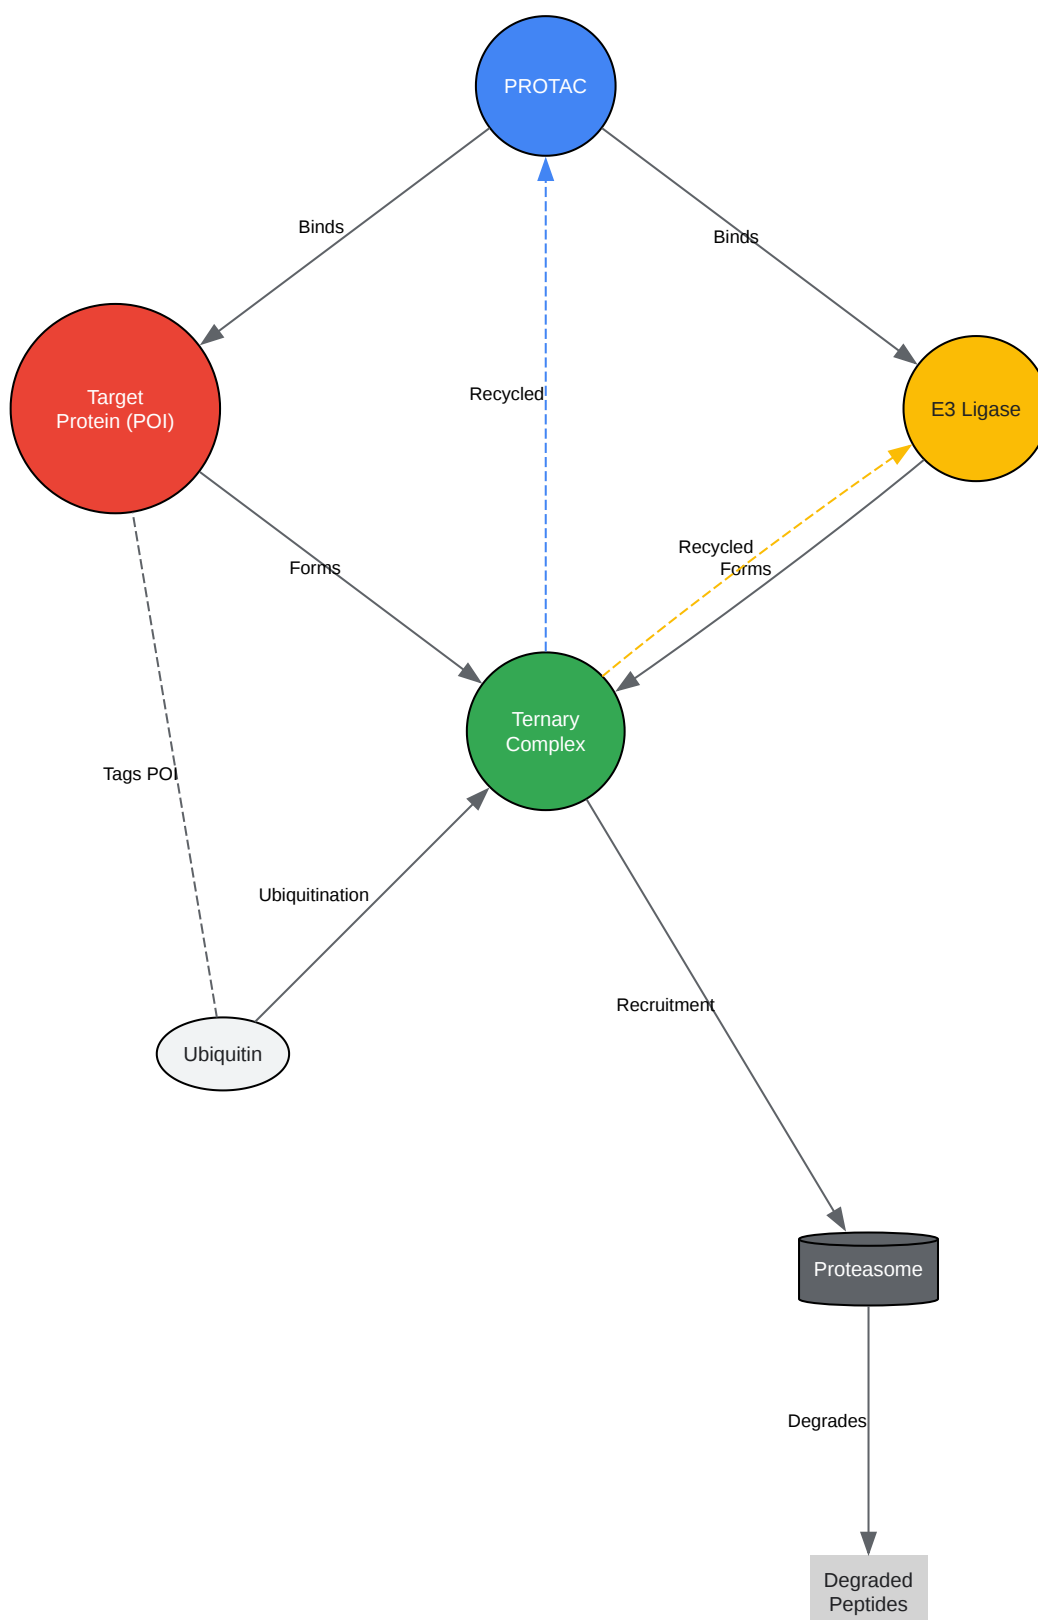 PROTAC
Binds
Binds
Target
Protein (POI)
Recycled
E3 Ligase
Recycled
Forms
Forms
Ternary
Complex
Tags POI
Ubiquitination
Recruitment
Ubiquitin
Proteasome
Degrades
Degraded
Peptides